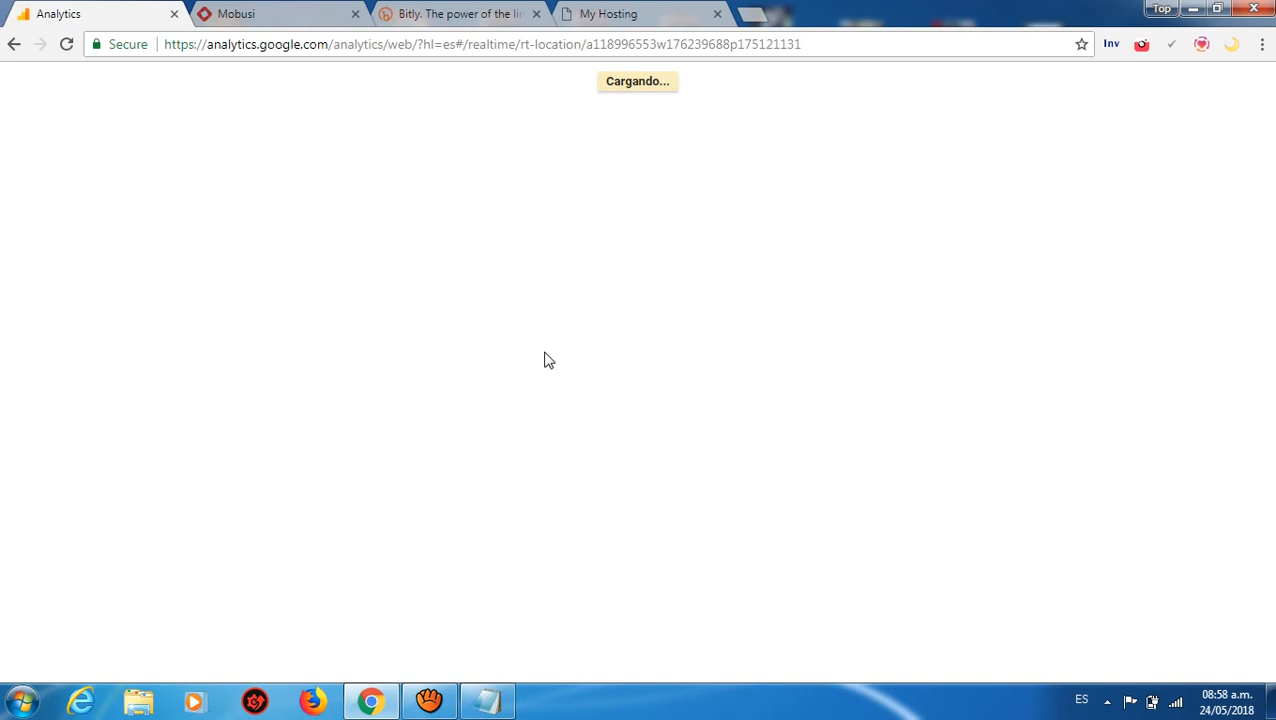 Analytics
Mobusi
Bitly. The power of the lin
My Hosting
Top
Secure
https://analytics.google.com/analytics/web/?hl=es#/realtime/rt-location/a118996553w176239688p175121131
Inv
Cargando...
ES
08:58 a.m.
24/05/2018